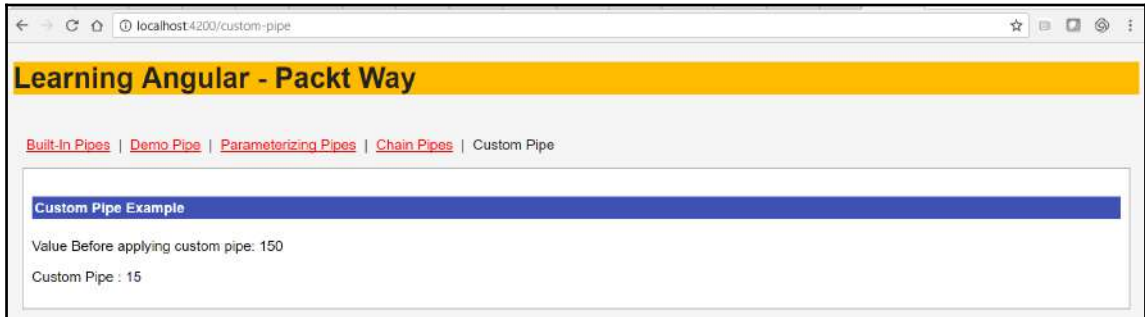 localhost:4200/custom-pipe
Learning Angular - Packt Way
Built-In Pipes | Demo Pipe | Parameterizing Pipes | Chain Pipes | Custom Pipe
Custom Pipe Example
Value Before applying custom pipe: 150
Custom Pipe : 15